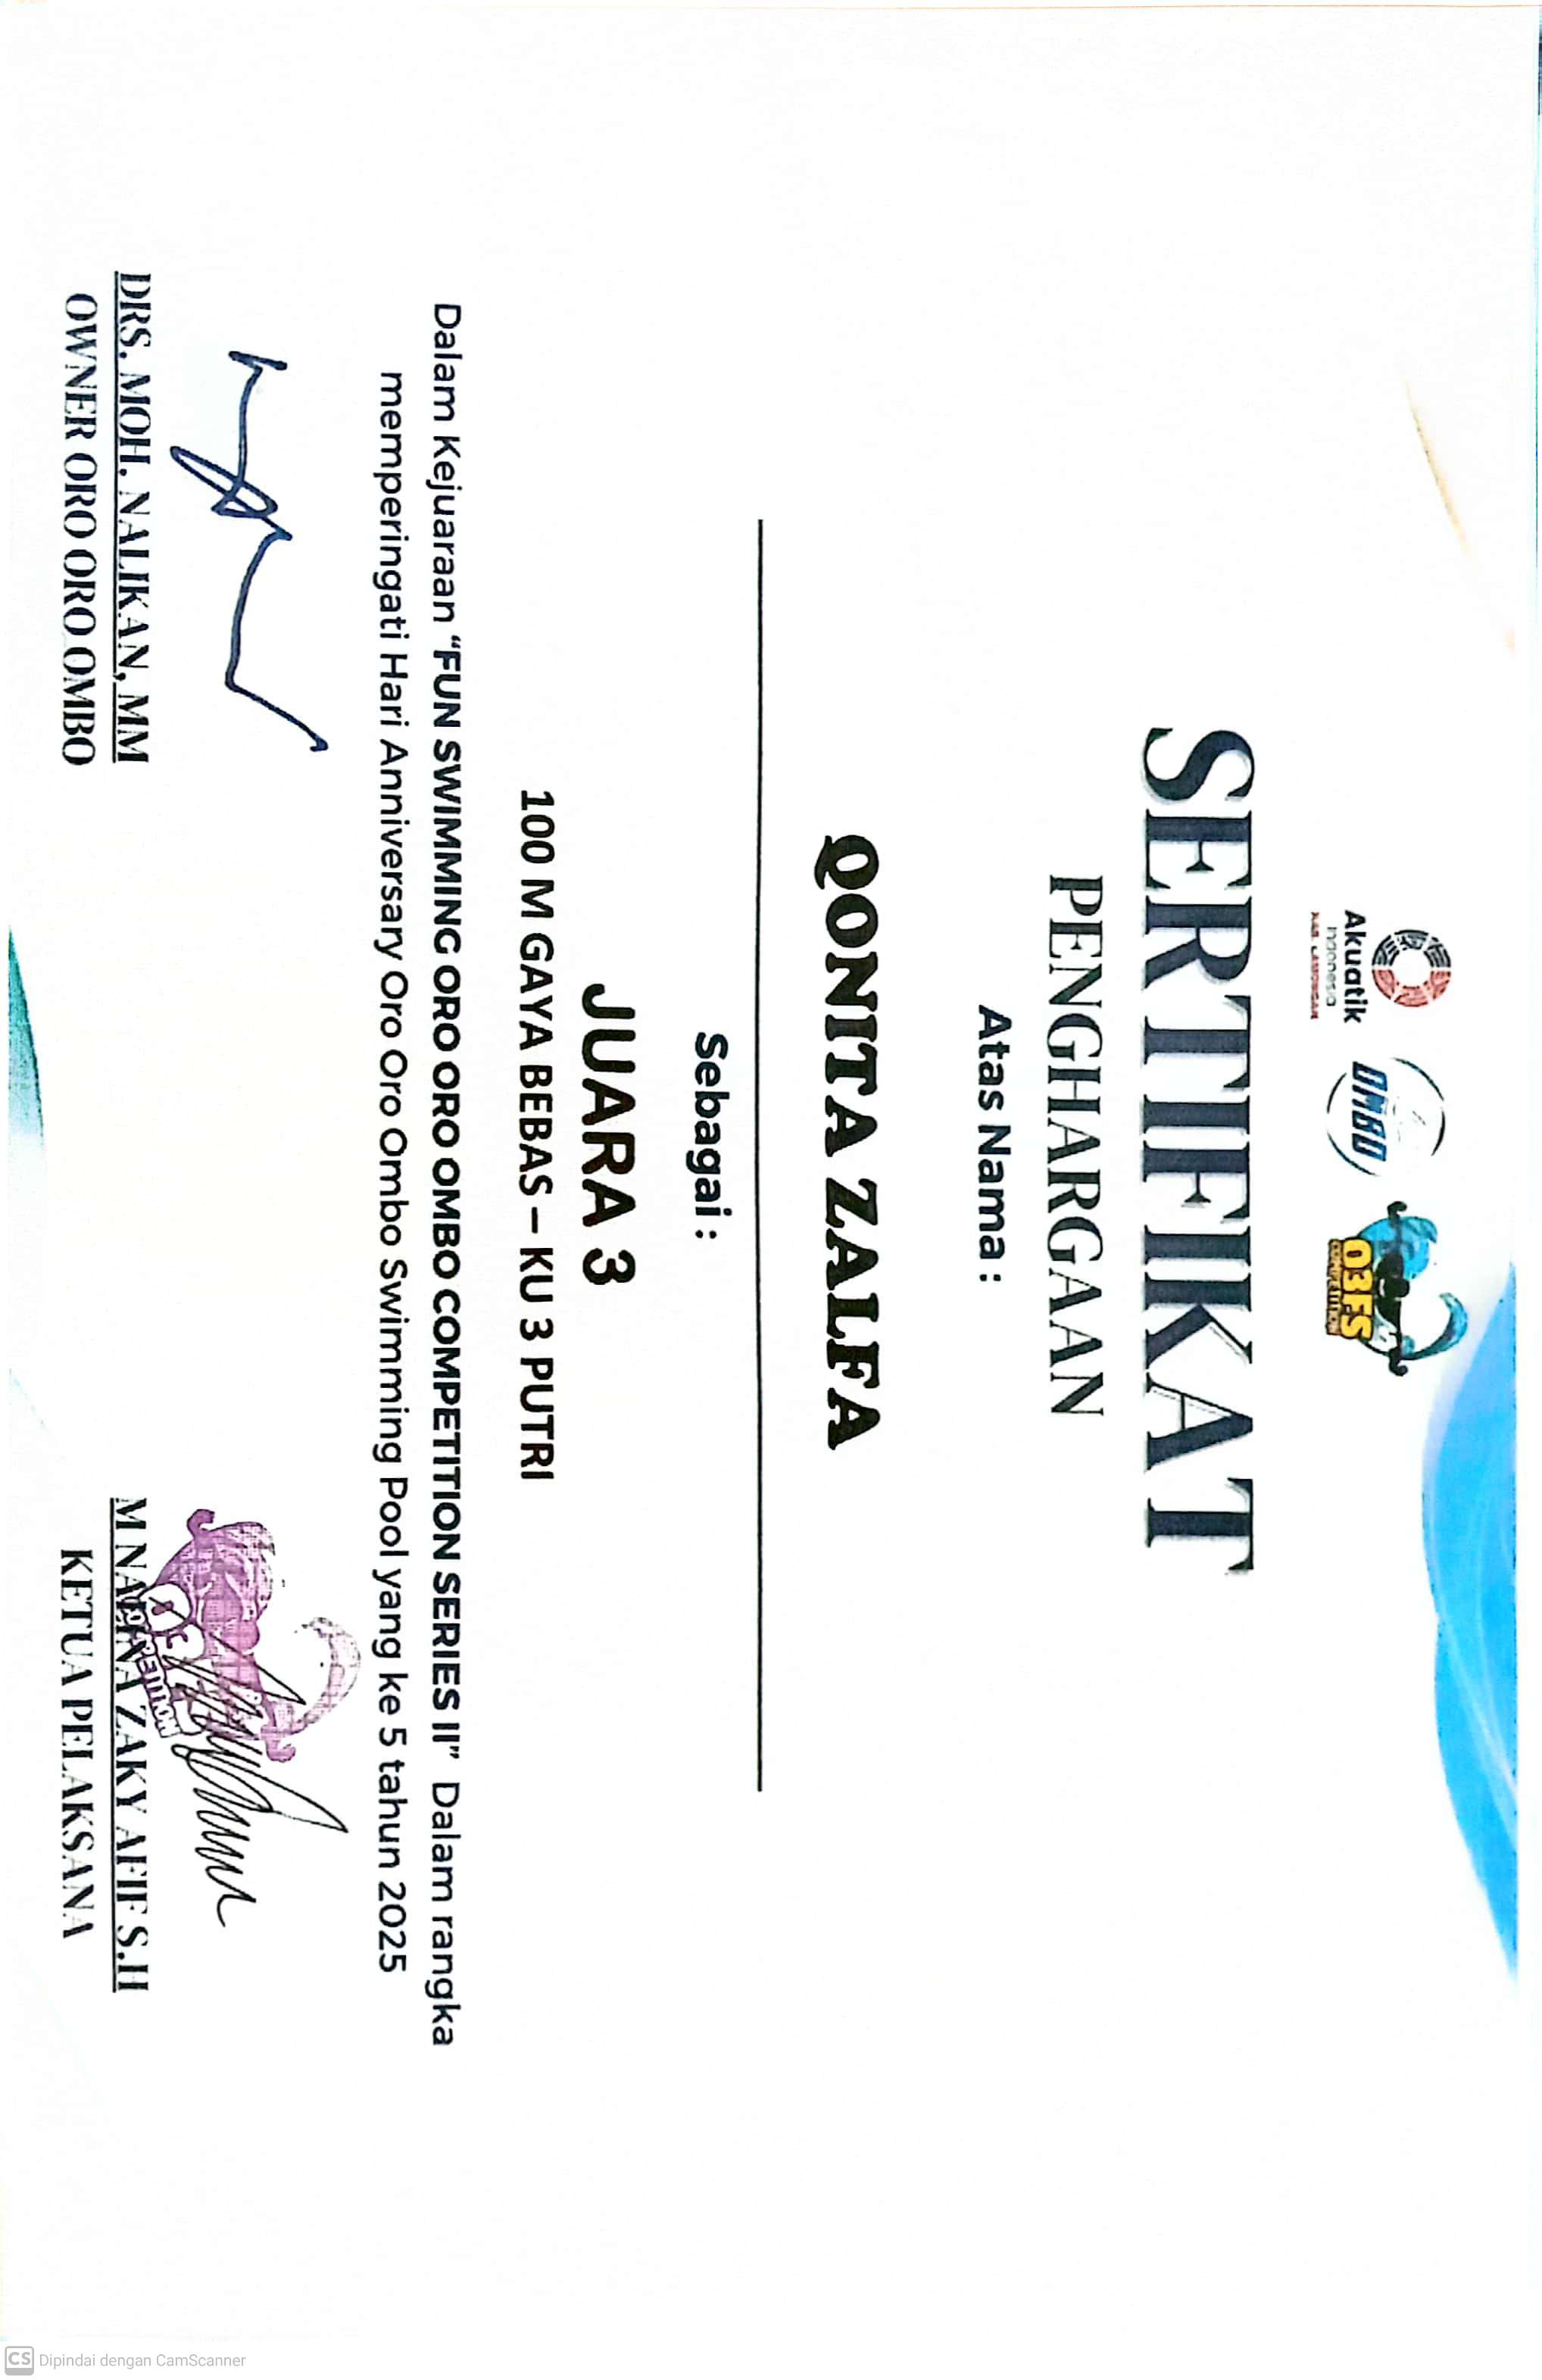 Akuatik
Indonesia
OMBO
O3FS
COMPETITION
SERTIFIKAT
PENGHARGAAN
Atas Nama :
QONITA ZALFA
Sebagai :
JUARA 3
100 M GAYA BEBAS – KU 3 PUTRI
Dalam Kejuaraan “FUN SWIMMING ORO ORO OMBO COMPETITION SERIES II” Dalam rangka
memperingati Hari Anniversary Oro Oro Ombo Swimming Pool yang ke 5 tahun 2025
DRS. MOH. NALIKAN, MM
OWNER ORO ORO OMBO
M ZAKY AFIF S.H
KETUA PELAKSANA
CS Dipindai dengan CamScanner